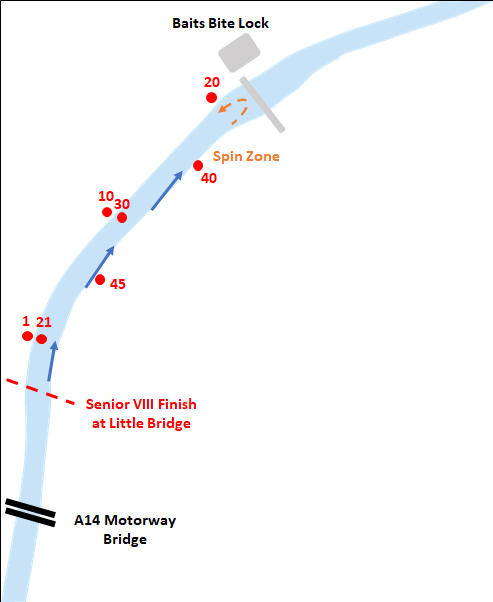 Baits Bite Lock
20
Spin Zone
40
10
30
45
1
21
Senior VIII Finish
at Little Bridge
A14 Motorway
Bridge